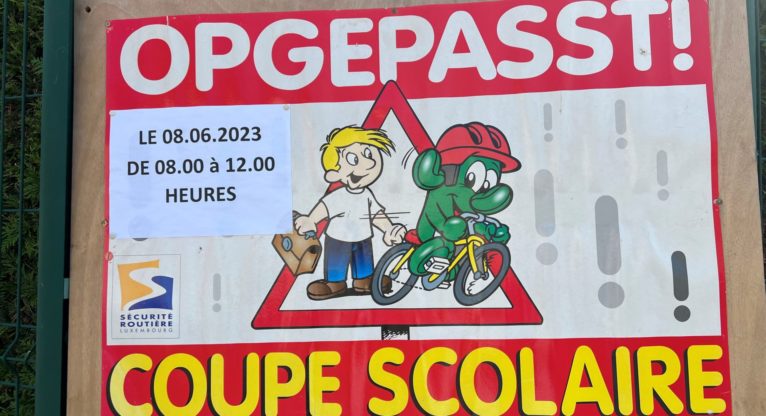 OPGEPASST!
LE 08.06.2023
DE 08.00 à 12.00
HEURES
SÉCURITÉ
ROUTIÈRE
LUXEMBOURG
COUPE SCOLAIRE